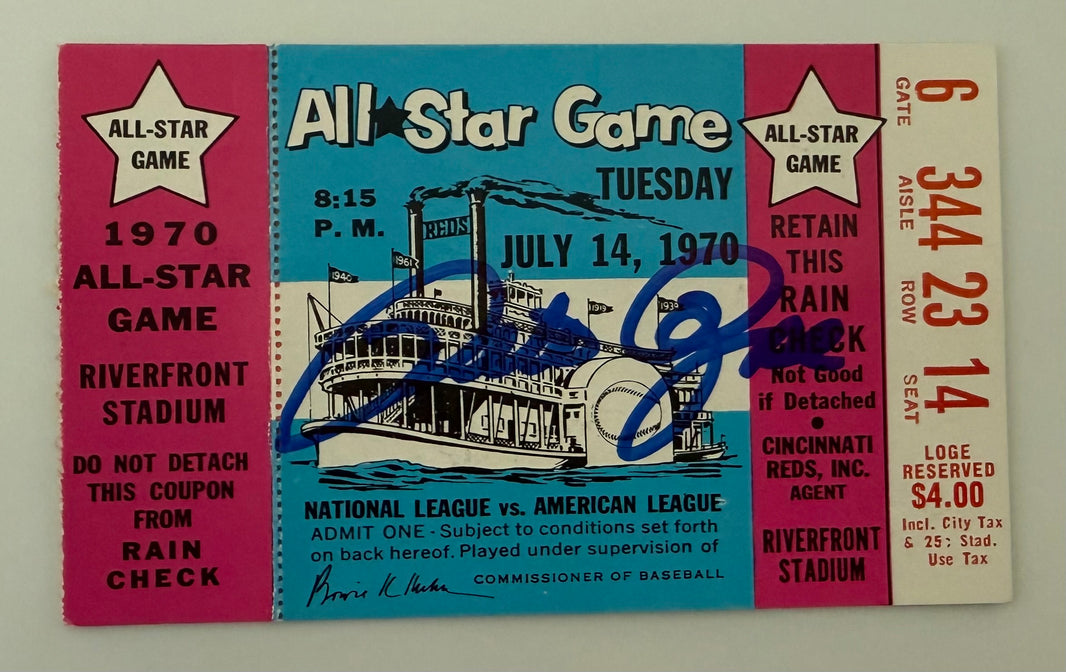 ALL-STAR
GAME
1970
ALL-STAR
GAME
RIVERFRONT
STADIUM
DO NOT DETACH
THIS COUPON
FROM
RAIN
CHECK
All★Star Game
8:15
P. M.
TUESDAY
JULY 14, 1970
REDS
1940
1961
1919
1939
NATIONAL LEAGUE vs. AMERICAN LEAGUE
ADMIT ONE - Subject to conditions set forth
on back hereof. Played under supervision of
Bowie K Kuhn
COMMISSIONER OF BASEBALL
ALL-STAR
GAME
RETAIN
THIS
RAIN
CHECK
Not Good
if Detached
•
CINCINNATI
REDS, INC.
AGENT
RIVERFRONT
STADIUM
GATE 6
AISLE 344
ROW 23
SEAT 14
LOGE
RESERVED
$4.00
Incl. City Tax
& 25¢ Stad.
Use Tax